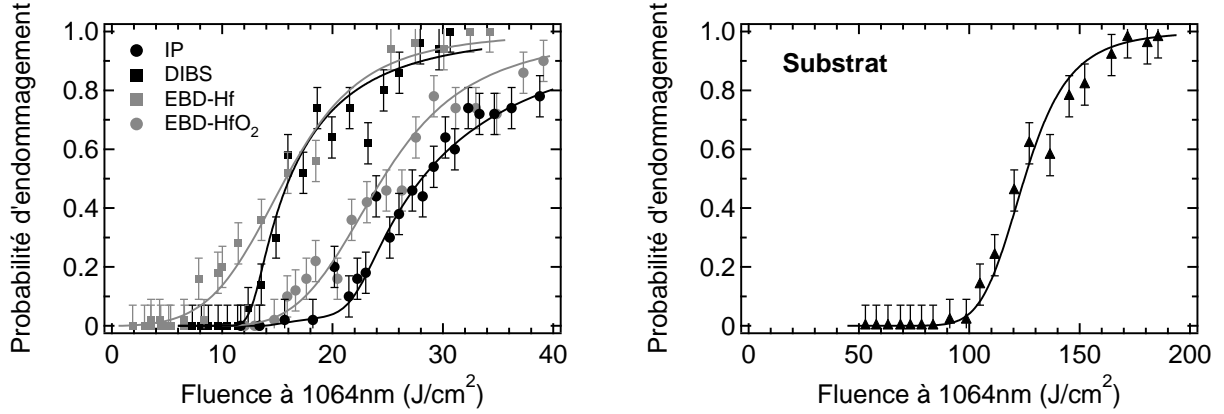 Probabilité d'endommagement
1.0
0.8
0.6
0.4
0.2
0
IP
DIBS
EBD-Hf
EBD-HfO2
0 10 20 30 40
Fluence à 1064nm (J/cm2)
Probabilité d'endommagement
1.0
0.8
0.6
0.4
0.2
0
Substrat
0 50 100 150 200
Fluence à 1064nm (J/cm2)